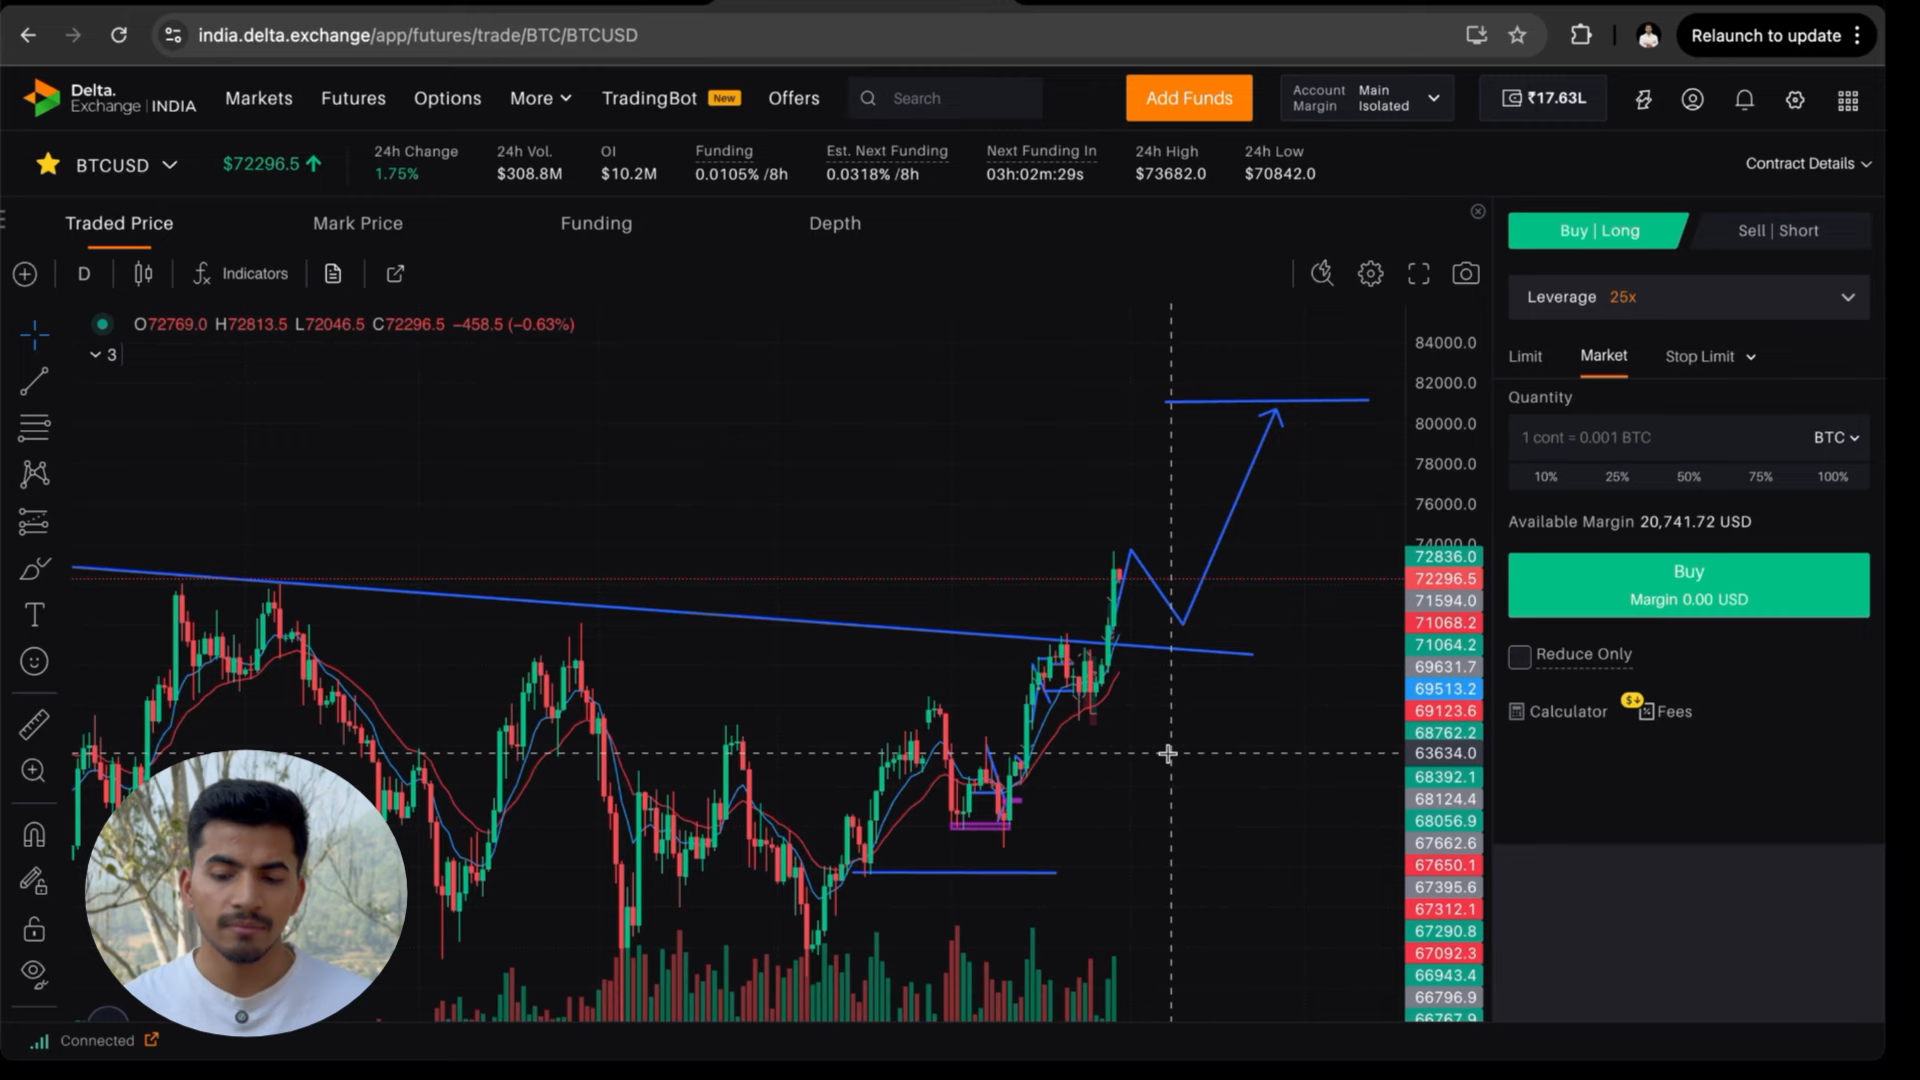 india.delta.exchange/app/futures/trade/BTC/BTCUSD
Relaunch to update
Delta.
Exchange | INDIA
Markets
Futures
Options
More
TradingBot New
Offers
Search
Add Funds
Account Margin
Main Isolated
₹17.63L
BTCUSD
$72296.5
24h Change
1.75%
24h Vol.
$308.8M
OI
$10.2M
Funding
0.0105% /8h
Est. Next Funding
0.0318% /8h
Next Funding In
03h:02m:29s
24h High
$73682.0
24h Low
$70842.0
Contract Details
Traded Price
Mark Price
Funding
Depth
D
Indicators
O72769.0 H72813.5 L72046.5 C72296.5 −458.5 (−0.63%)
3
84000.0
82000.0
80000.0
78000.0
76000.0
74000.0
72836.0
72296.5
71594.0
71068.2
71064.2
69631.7
69513.2
69123.6
68762.2
63634.0
68392.1
68124.4
68056.9
67662.6
67650.1
67395.6
67312.1
67290.8
67092.3
66943.4
66796.9
66767.9
Buy | Long
Sell | Short
Leverage 25x
Limit
Market
Stop Limit
Quantity
1 cont = 0.001 BTC
BTC
10%
25%
50%
75%
100%
Available Margin 20,741.72 USD
Buy
Margin 0.00 USD
Reduce Only
Calculator
Fees
Connected